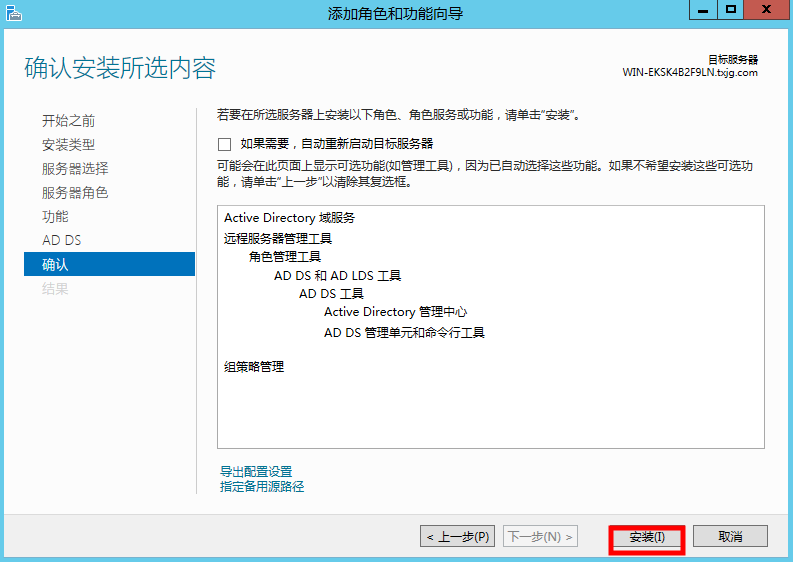 添加角色和功能向导
确认安装所选内容
目标服务器
WIN-EKSK4B2F9LN.txjg.com
开始之前
安装类型
服务器选择
服务器角色
功能
AD DS
确认
结果
若要在所选服务器上安装以下角色、角色服务或功能，请单击“安装”。
如果需要，自动重新启动目标服务器
可能会在此页面上显示可选功能(如管理工具)，因为已自动选择这些功能。如果不希望安装这些可选功
能，请单击“上一步”以清除其复选框。
Active Directory 域服务
远程服务器管理工具
角色管理工具
AD DS 和 AD LDS 工具
AD DS 工具
Active Directory 管理中心
AD DS 管理单元和命令行工具
组策略管理
导出配置设置
指定备用源路径
< 上一步(P) 下一步(N) > 安装(I) 取消